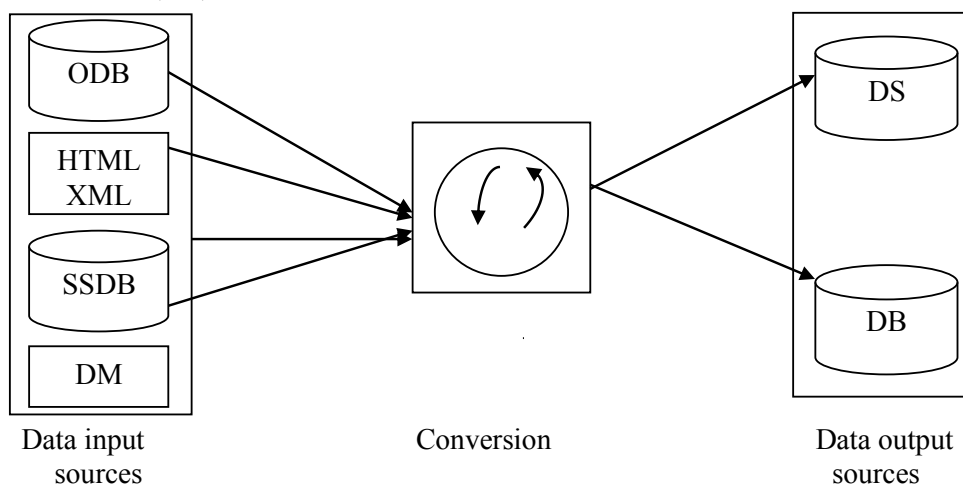 ODB
HTML
XML
SSDB
DM
Data input
sources
Conversion
DS
DB
Data output
sources